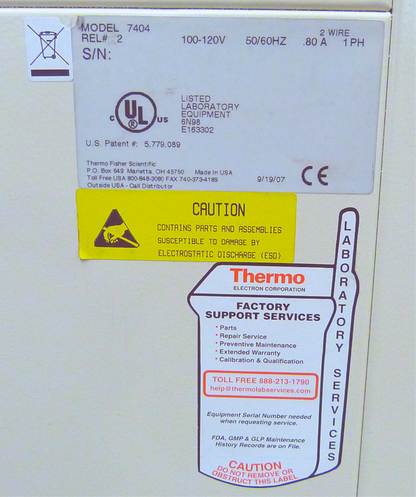 MODEL 7404
REL# 2 100-120V 50/60HZ 2 WIRE .80 A 1PH
S/N:
C UL US
LISTED
LABORATORY
EQUIPMENT
6N98
E163302
U.S. Patent #: 5,779,089
Thermo Fisher Scientific
P.O. Box 649 Marietta, OH 45750 Made In USA
Toll Free USA 800-848-3080 FAX 740-373-4189
Outside USA - Call Distributor 9/19/07 CE
CAUTION
CONTAINS PARTS AND ASSEMBLIES
SUSCEPTIBLE TO DAMAGE BY
ELECTROSTATIC DISCHARGE (ESD)
Thermo
ELECTRON CORPORATION
FACTORY
SUPPORT SERVICES
• Parts
• Repair Service
• Preventive Maintenance
• Extended Warranty
• Calibration & Qualification
TOLL FREE 888-213-1790
help@thermolabservices.com
Equipment Serial Number needed
when requesting service.
FDA, GMP & GLP Maintenance
History Records are on File.
CAUTION
DO NOT REMOVE OR
OBSTRUCT THIS LABEL
LABORATORY SERVICES